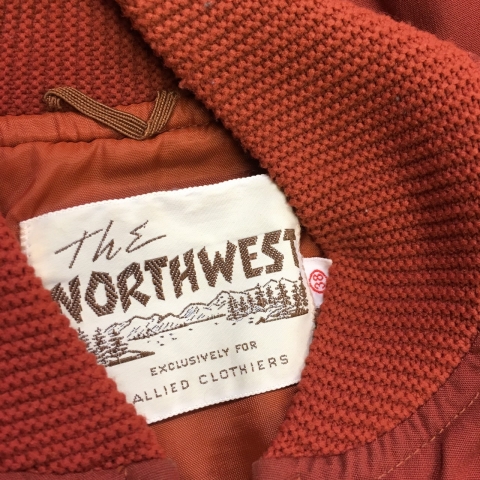 The
NORTHWEST
EXCLUSIVELY FOR
ALLIED CLOTHIERS
38